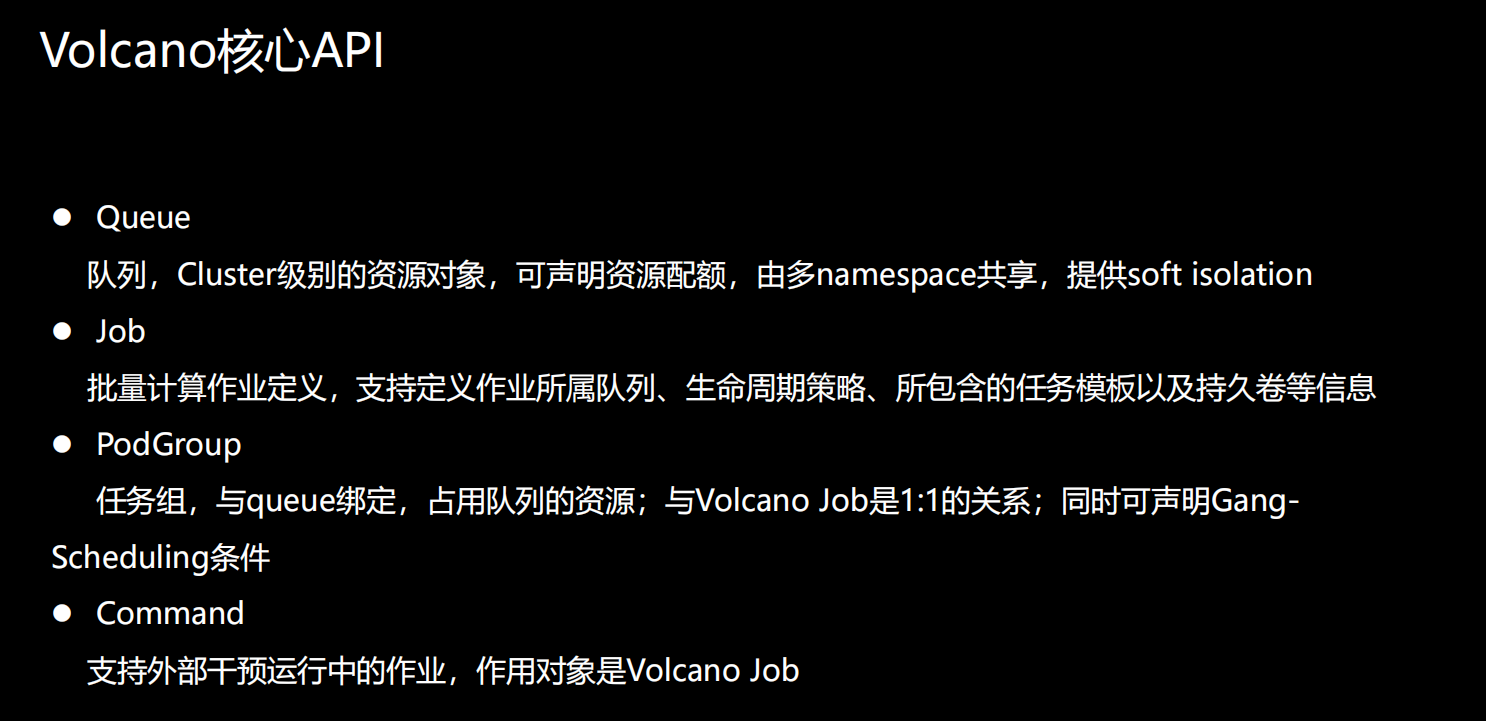 Volcano核心API
● Queue
队列，Cluster级别的资源对象，可声明资源配额，由多namespace共享，提供soft isolation
● Job
批量计算作业定义，支持定义作业所属队列、生命周期策略、所包含的任务模板以及持久卷等信息
● PodGroup
任务组，与queue绑定，占用队列的资源；与Volcano Job是1:1的关系；同时可声明Gang-
Scheduling条件
● Command
支持外部干预运行中的作业，作用对象是Volcano Job